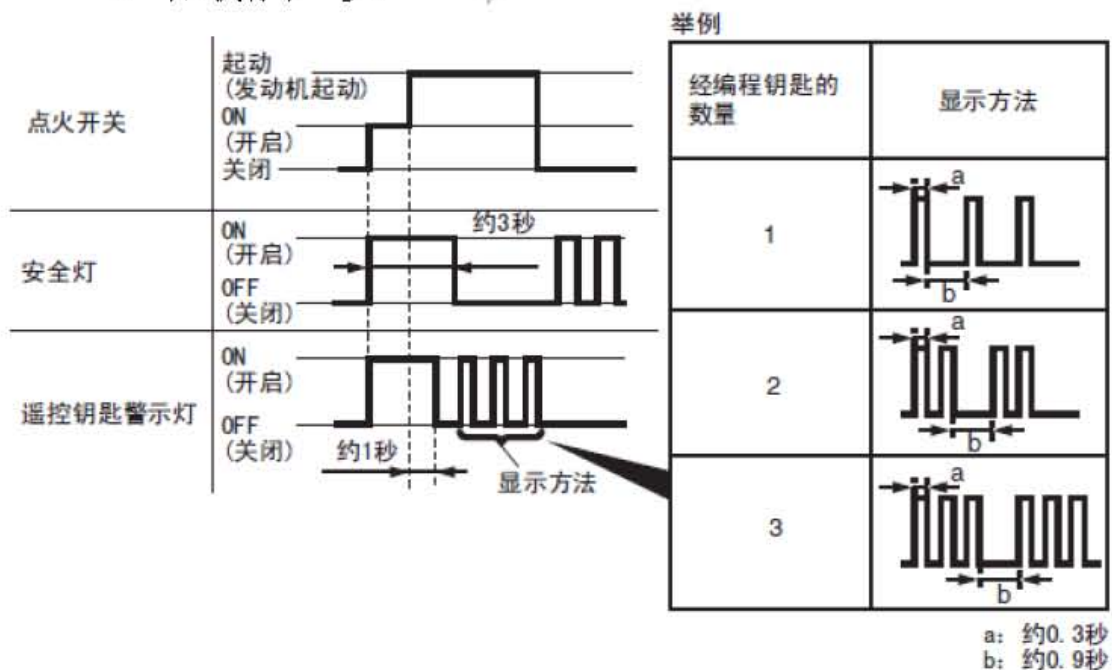 举例
点火开关
起动
(发动机起动)
ON
(开启)
关闭
安全灯
ON
(开启)
OFF
(关闭)
约3秒
遥控钥匙警示灯
ON
(开启)
OFF
(关闭)
约1秒
显示方法
经编程钥匙的
数量
显示方法
1
a
b
2
a
b
3
a
b
a: 约0.3秒
b: 约0.9秒